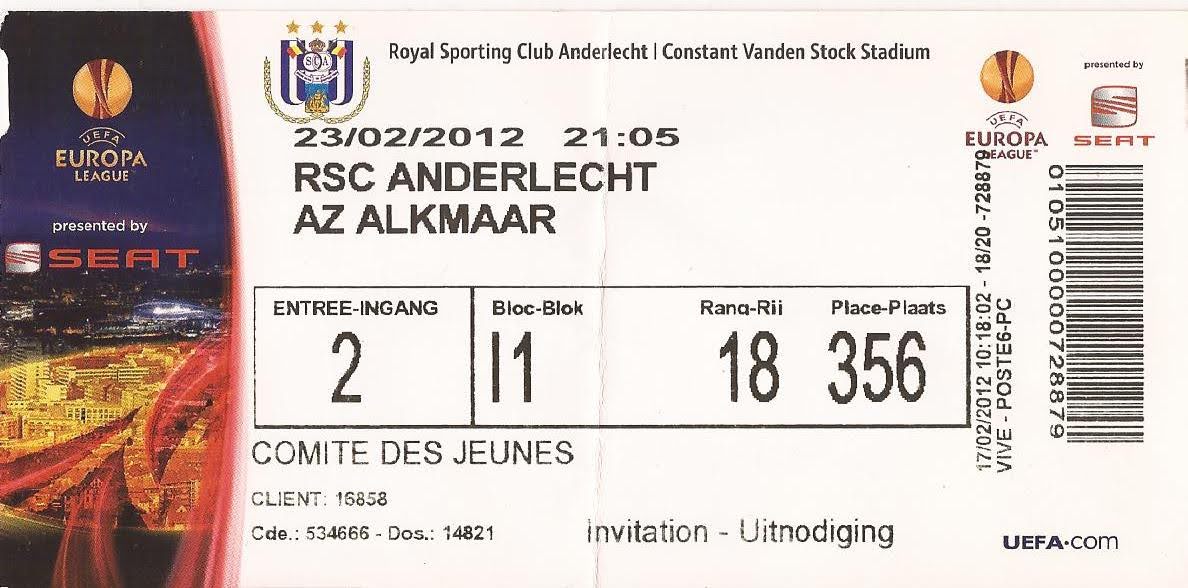 UEFA
EUROPA
LEAGUE™
presented by
SEAT
Royal Sporting Club Anderlecht | Constant Vanden Stock Stadium
23/02/2012 21:05
RSC ANDERLECHT
AZ ALKMAAR
ENTREE-INGANG
2
Bloc-Blok
I1
Rang-Rij
18
Place-Plaats
356
COMITE DES JEUNES
CLIENT: 16858
Cde.: 534666 - Dos.: 14821
Invitation - Uitnodiging
UEFA
EUROPA
LEAGUE™
presented by
SEAT
17/02/2012 10:18:02 - 18/20 -728879
VIVE - POSTE6-PC
0105100000728879
UEFA·com